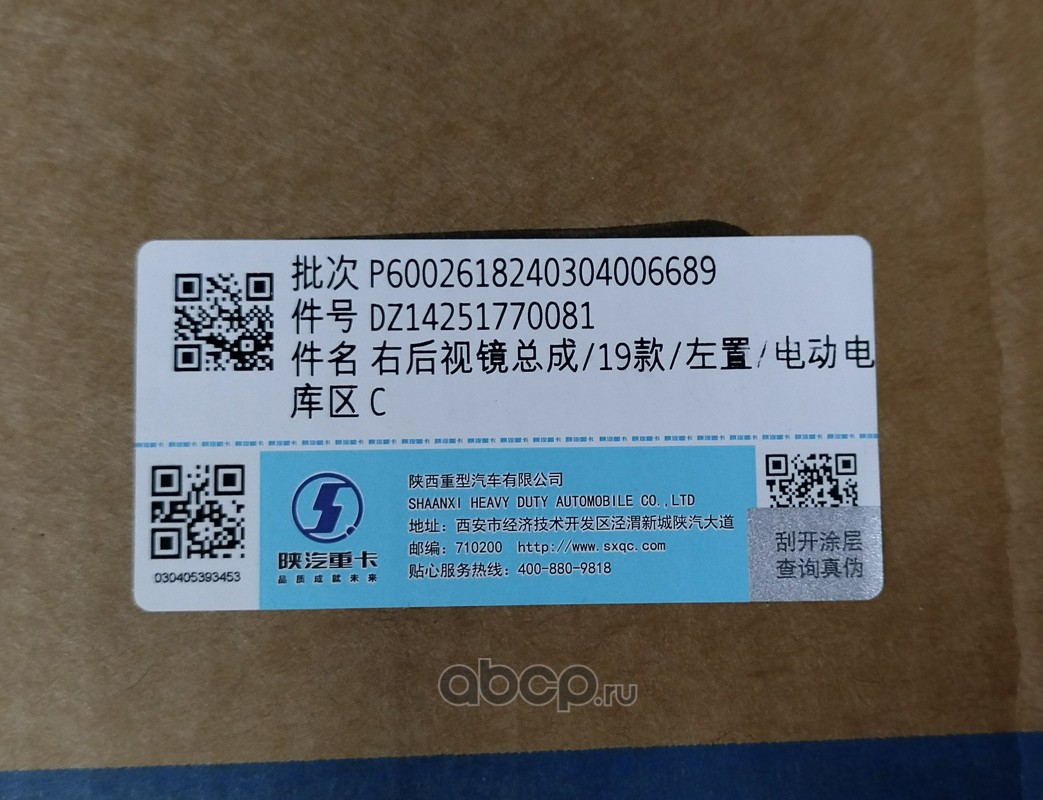 批次 P6002618240304006689
件号 DZ14251770081
件名 右后视镜总成/19款/左置/电动电
库区 C
030405393453
陕汽重卡
品质成就未来
陕西重型汽车有限公司
SHAANXI HEAVY DUTY AUTOMOBILE CO.,LTD
地址：西安市经济技术开发区泾渭新城陕汽大道
邮编：710200 http://www.sxqc.com
贴心服务热线：400-880-9818
刮开涂层
查询真伪
abcp.ru